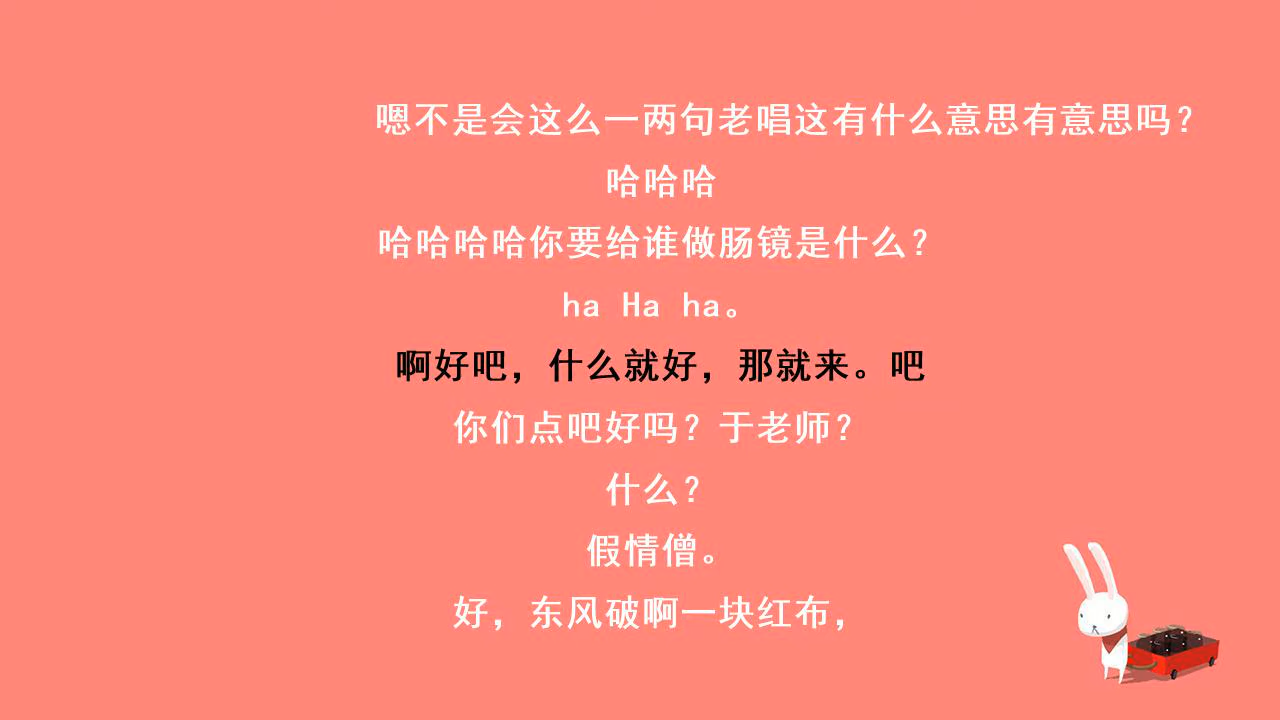 嗯不是会这么一两句老唱这有什么意思有意思吗？
哈哈哈
哈哈哈哈你要给谁做肠镜是什么？
ha Ha ha。
啊好吧，什么就好，那就来。吧
你们点吧好吗？于老师？
什么？
假情僧。
好，东风破啊一块红布，